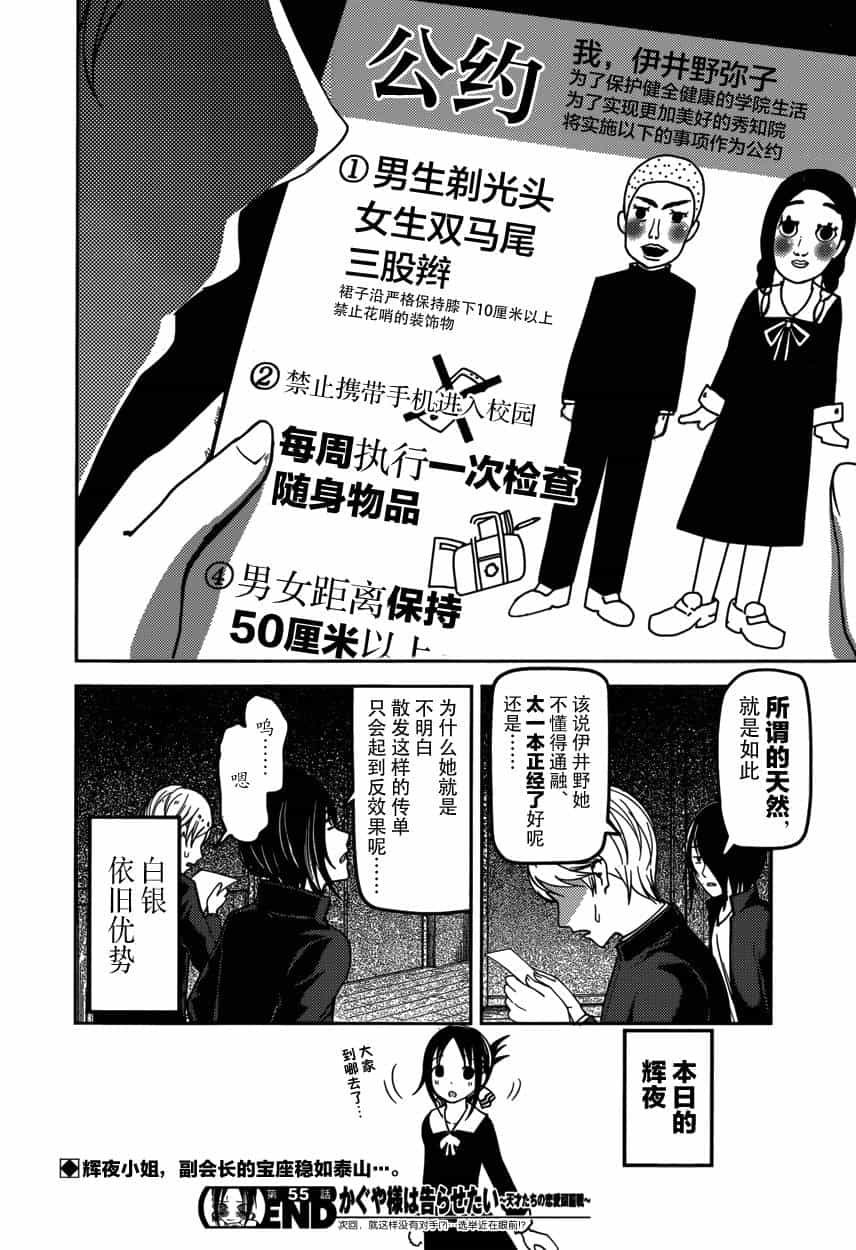 公约
我，伊井野弥子
为了保护健全健康的学院生活
为了实现更加美好的秀知院
将实施以下的事项作为公约
①男生剃光头
女生双马尾
三股辫
裙子沿严格保持膝下10厘米以上
禁止花哨的装饰物
②禁止携带手机进入校园
每周执行一次检查
随身物品
④男女距离保持
50厘米以上
所谓的天然，
就是如此
该说伊井野她
不懂得通融、
太一本正经了好呢
还是……
为什么她就是
不明白
散发这样的传单
只会起到反效果呢……
呜……
嗯
白银
依旧优势
本日的
辉夜
大家
到哪去了…
◆辉夜小姐，副会长的宝座稳如泰山…。
第55話
END
かぐや様は告らせたい~天才たちの恋愛頭脳戦~
次回，就这样没有对手(?)…选举近在眼前!?